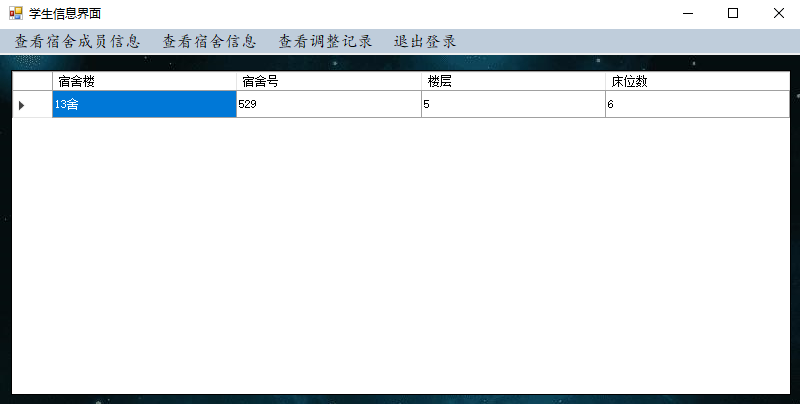 学生信息界面
查看宿舍成员信息 查看宿舍信息 查看调整记录 退出登录
宿舍楼 宿舍号 楼层 床位数
13舍 529 5 6